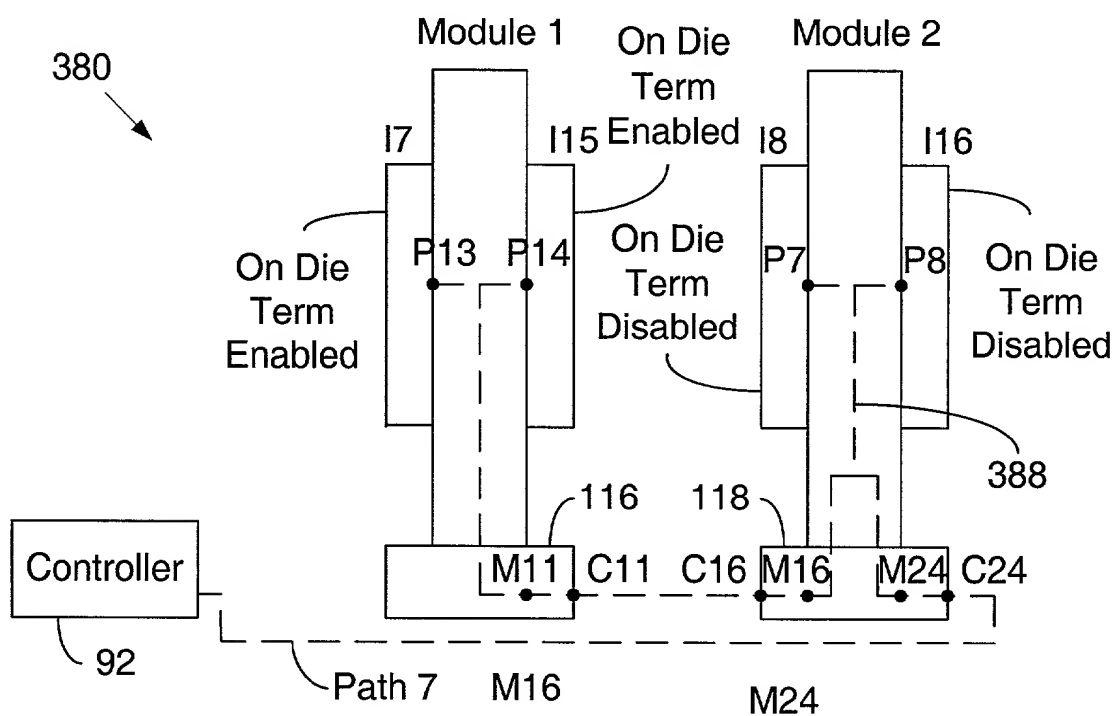 380
Module 1
On Die
Term
Enabled
Module 2
I7
I15
I8
I16
On Die
Term
Enabled
P13
P14
On Die
Term
Disabled
P7
P8
On Die
Term
Disabled
388
116
118
Controller
M11
C11
C16
M16
M24
C24
92
Path 7
M16
M24